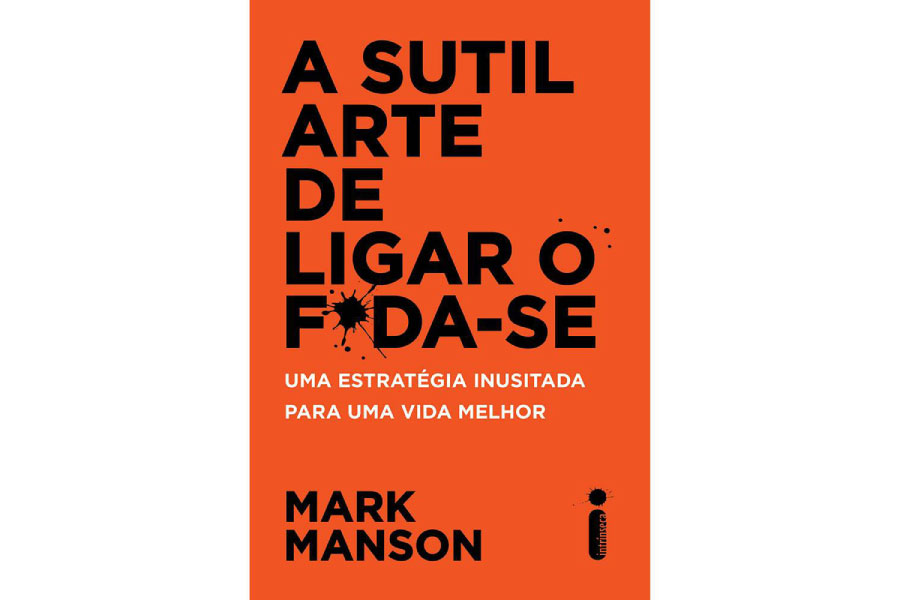 A SUTIL
ARTE
DE
LIGAR O
F*DA-SE
UMA ESTRATÉGIA INUSITADA
PARA UMA VIDA MELHOR
MARK
MANSON
intrínseca